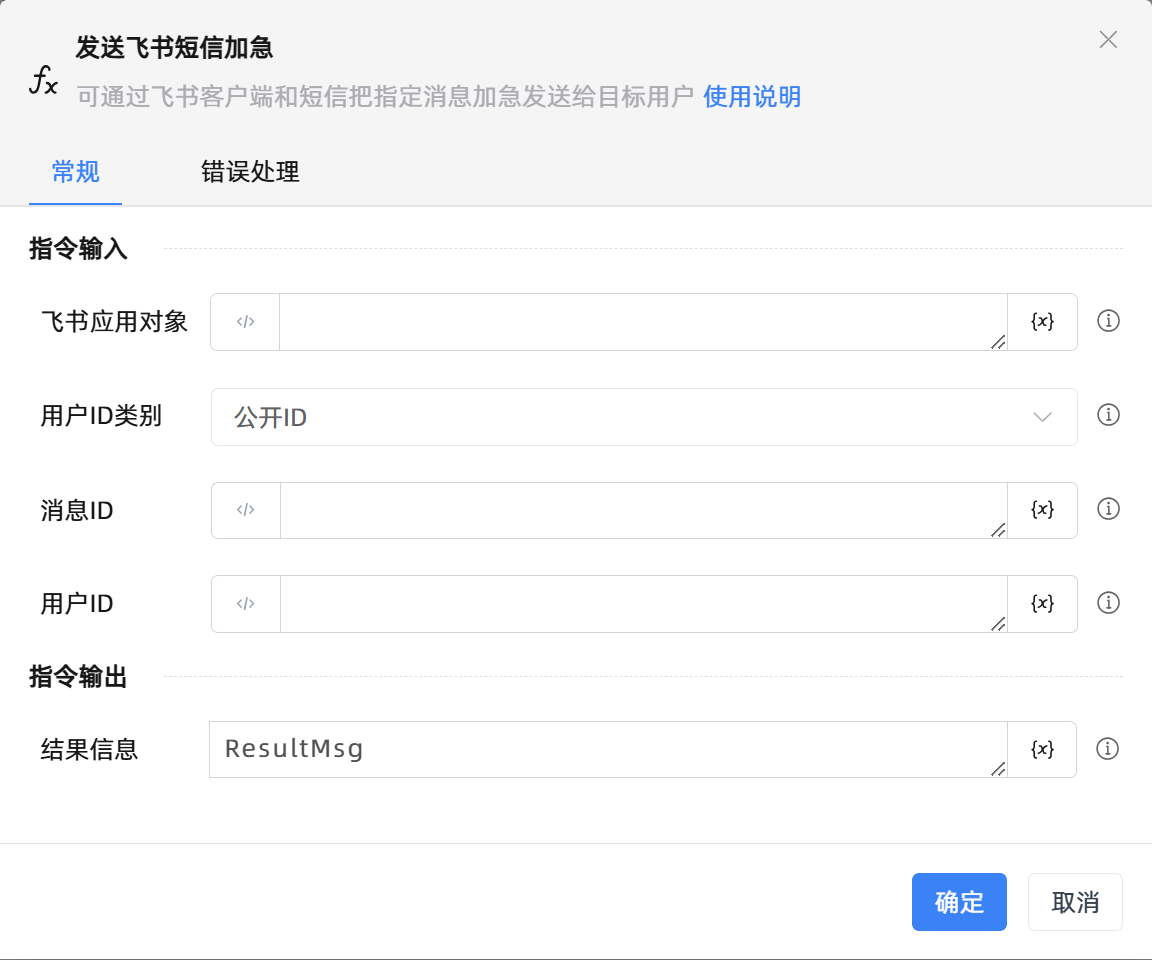 发送飞书短信加急
fx
可通过飞书客户端和短信把指定消息加急发送给目标用户 使用说明
常规 错误处理
指令输入
飞书应用对象 </> {x}
用户ID类别 公开ID
消息ID </> {x}
用户ID </> {x}
指令输出
结果信息 ResultMsg {x}
确定 取消